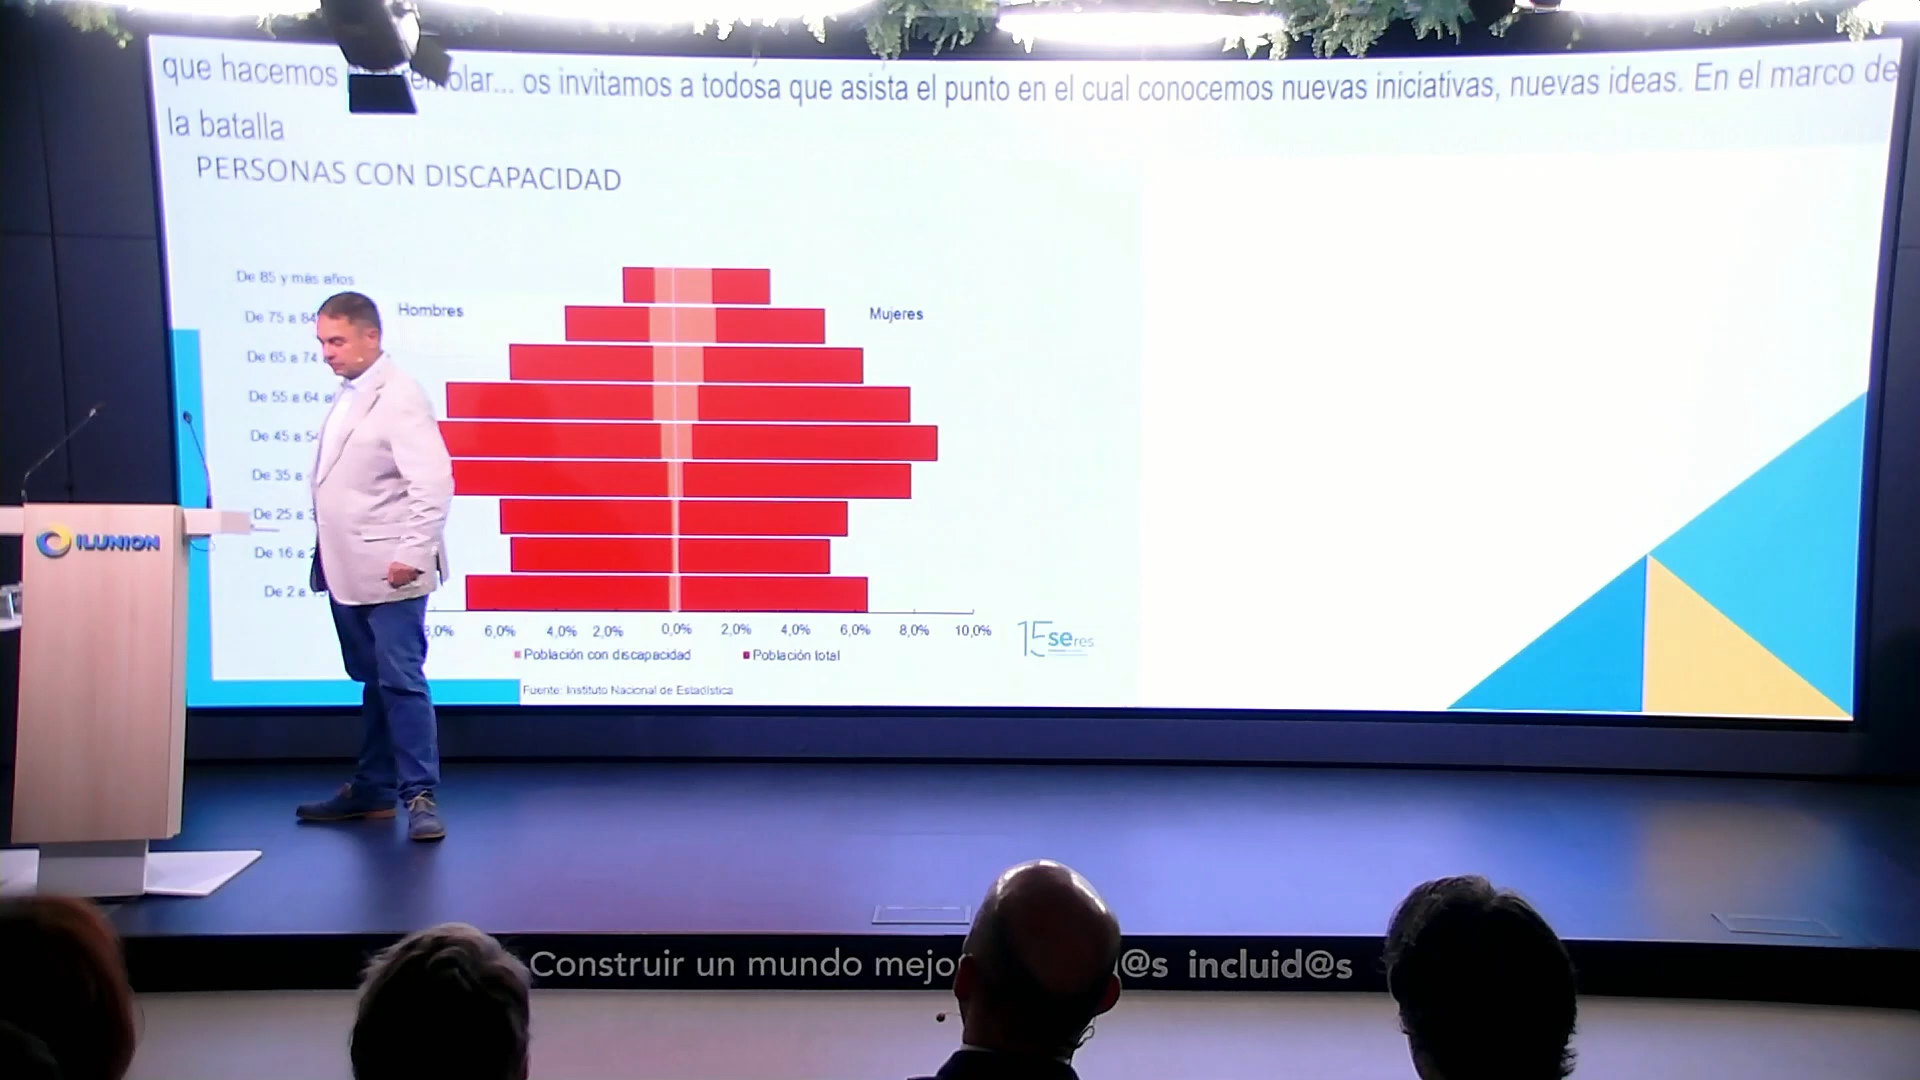 que hacemos olar... os invitamos a todosa que asista el punto en el cual conocemos nuevas iniciativas, nuevas ideas. En el marco de
la batalla
PERSONAS CON DISCAPACIDAD
De 85 y más años
De 75 a 84
Hombres
Mujeres
De 65 a 74
De 55 a 64
De 45 a 54
De 35 a
De 25 a 3
De 16 a 2
De 2 a
8,0% 6,0% 4,0% 2,0% 0,0% 2,0% 4,0% 6,0% 8,0% 10,0%
Población con discapacidad Población total
Fuente: Instituto Nacional de Estadística
15 seres
ILUNION
Construir un mundo mejo @s incluid@s